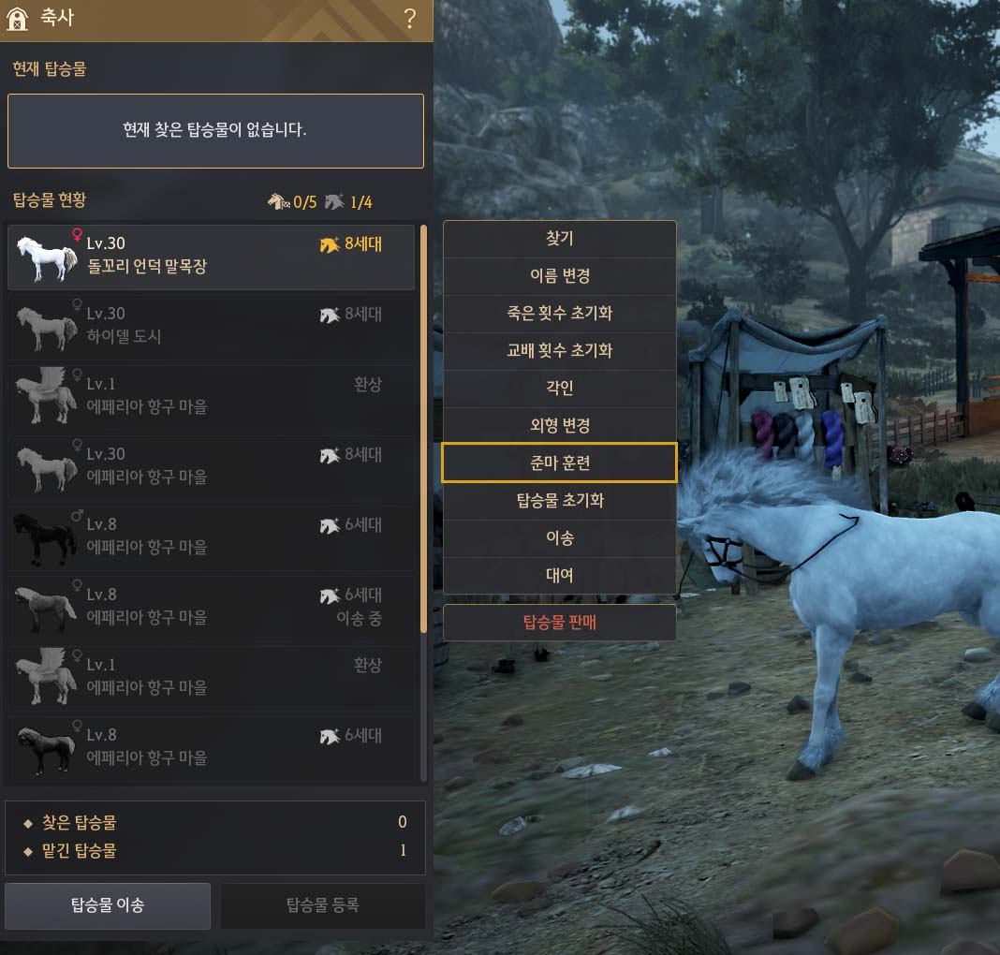 축사
?
현재 탑승물
현재 찾은 탑승물이 없습니다.
탑승물 현황 0/5 1/4
Lv.30 8세대
돌꼬리 언덕 말목장
Lv.30 8세대
하이델 도시
Lv.1 환상
에페리아 항구 마을
Lv.30 8세대
에페리아 항구 마을
Lv.8 6세대
에페리아 항구 마을
Lv.8 6세대
에페리아 항구 마을 이송 중
Lv.1 환상
에페리아 항구 마을
Lv.8 6세대
에페리아 항구 마을
찾은 탑승물 0
맡긴 탑승물 1
탑승물 이송 탑승물 등록
찾기
이름 변경
죽은 횟수 초기화
교배 횟수 초기화
각인
외형 변경
준마 훈련
탑승물 초기화
이송
대여
탑승물 판매